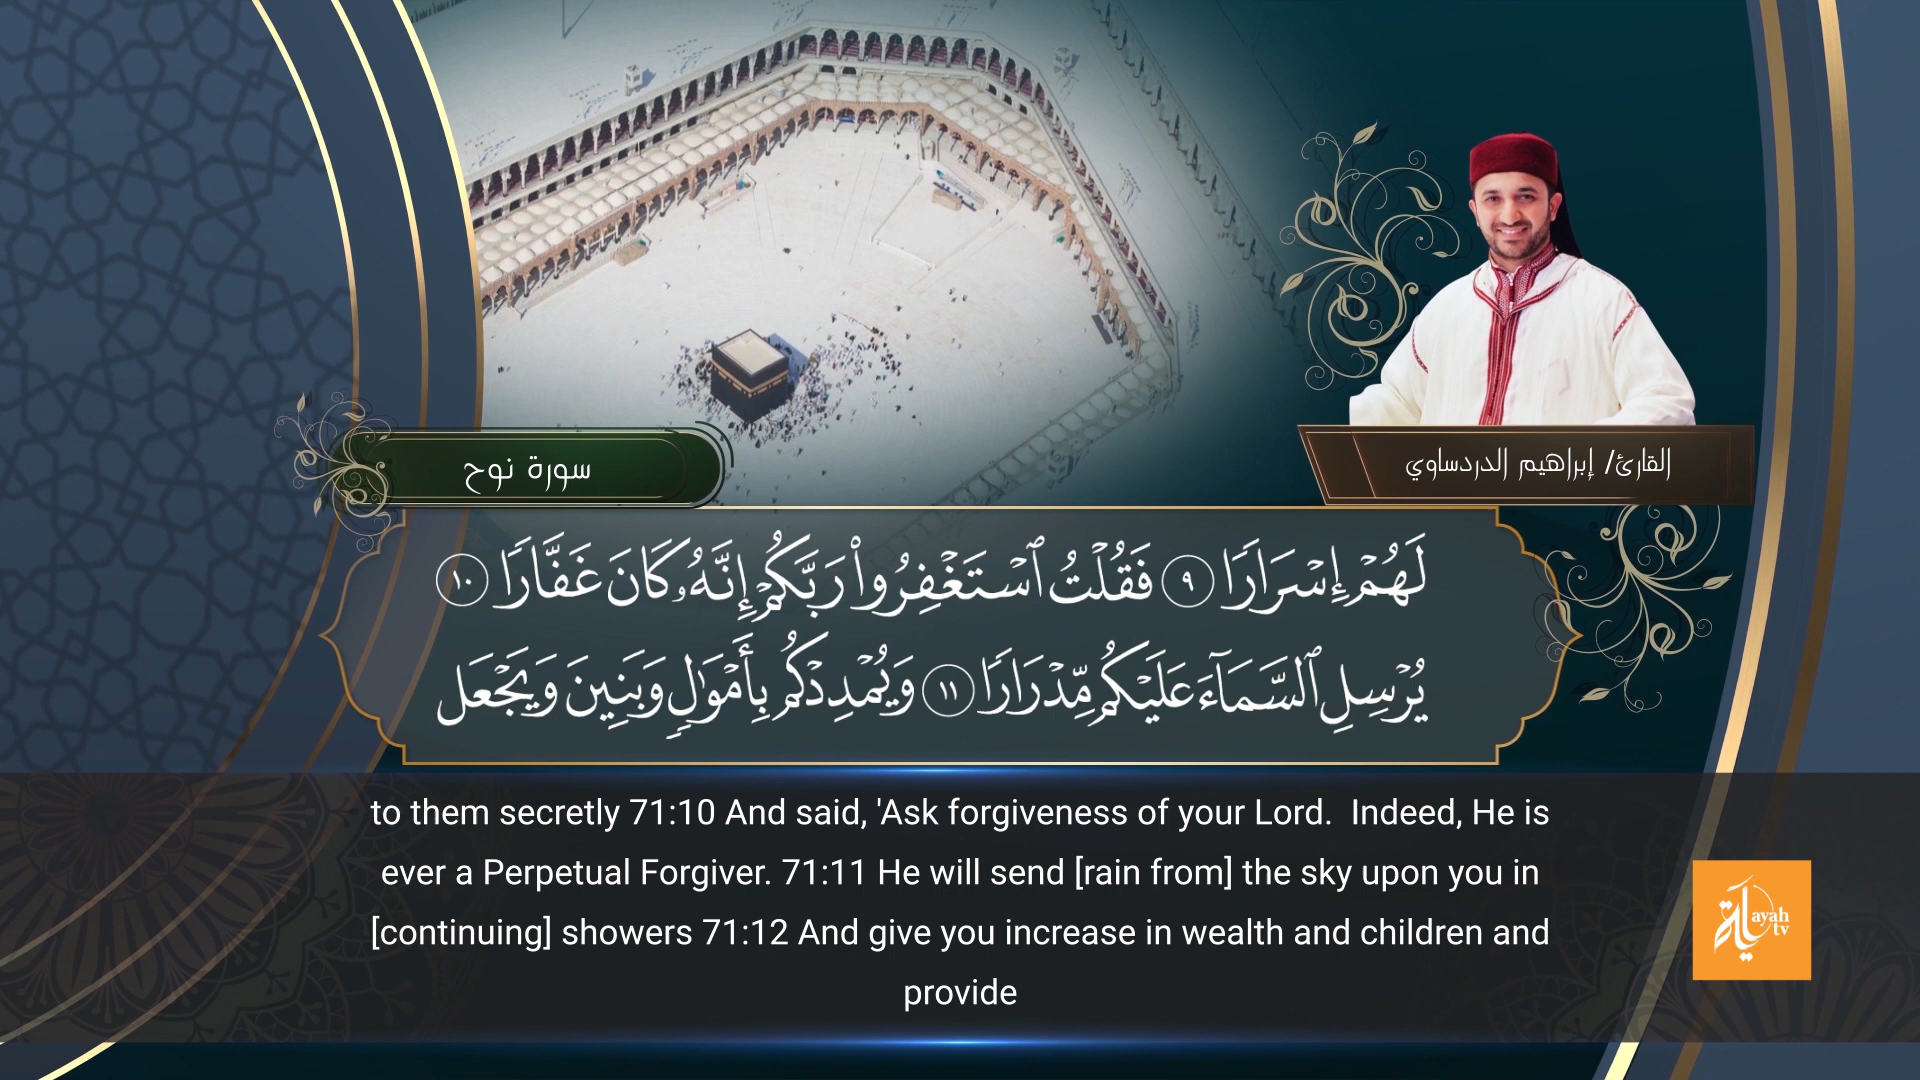 سورة نوح
القارئ/ إبراهيم الدردساوي
لَهُمْ إِسْرَارًا ٩ فَقُلْتُ ٱسْتَغْفِرُوا۟ رَبَّكُمْ إِنَّهُۥ كَانَ غَفَّارًا ١٠
يُرْسِلِ ٱلسَّمَآءَ عَلَيْكُم مِّدْرَارًا ١١ وَيُمْدِدْكُم بِأَمْوَٰلٍ وَبَنِينَ وَيَجْعَل
to them secretly 71:10 And said, 'Ask forgiveness of your Lord.  Indeed, He is
ever a Perpetual Forgiver. 71:11 He will send [rain from] the sky upon you in
[continuing] showers 71:12 And give you increase in wealth and children and
provide
آية
ayah
tv